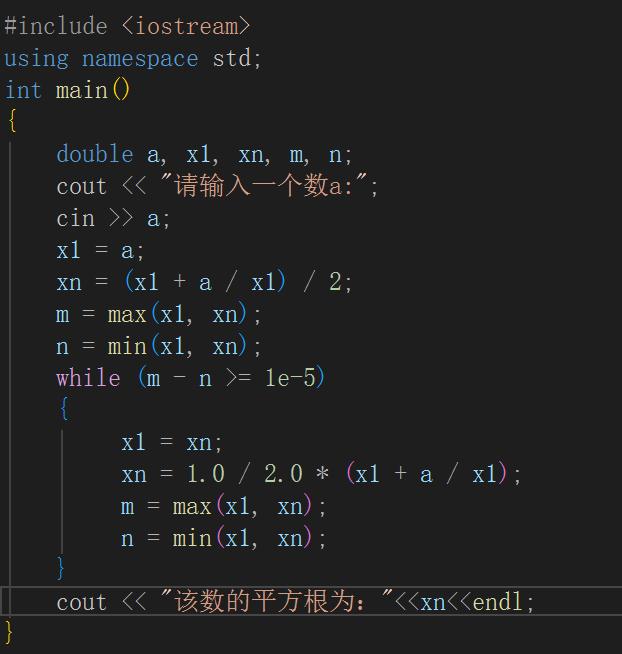 #include <iostream>
using namespace std;
int main()
{
    double a, x1, xn, m, n;
    cout << "请输入一个数a:";
    cin >> a;
    x1 = a;
    xn = (x1 + a / x1) / 2;
    m = max(x1, xn);
    n = min(x1, xn);
    while (m - n >= 1e-5)
    {
        x1 = xn;
        xn = 1.0 / 2.0 * (x1 + a / x1);
        m = max(x1, xn);
        n = min(x1, xn);
    }
    cout << "该数的平方根为："<<xn<<endl;
}